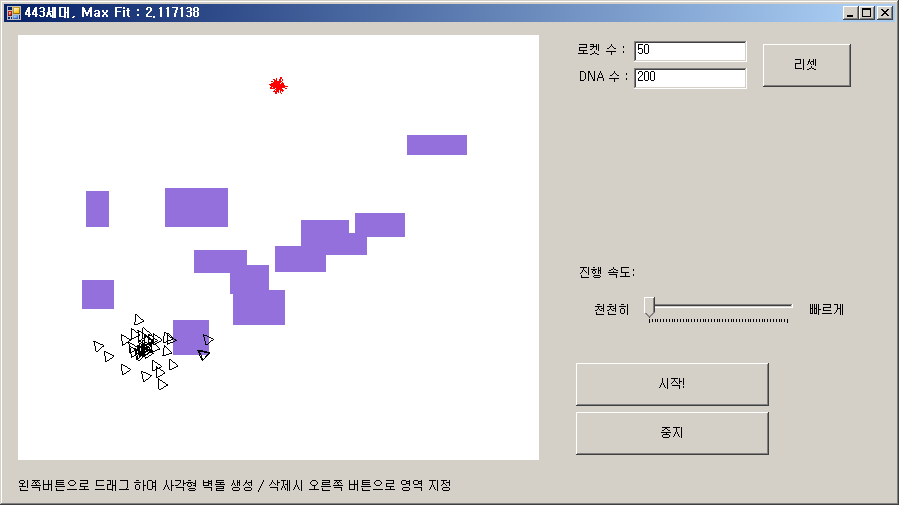 443세대, Max Fit : 2.117138
로켓 수 : 50
DNA 수 : 200
리셋
진행 속도:
천천히 빠르게
시작!
중지
왼쪽버튼으로 드래그 하며 사각형 벽돌 생성 / 삭제시 오른쪽 버튼으로 영역 지정